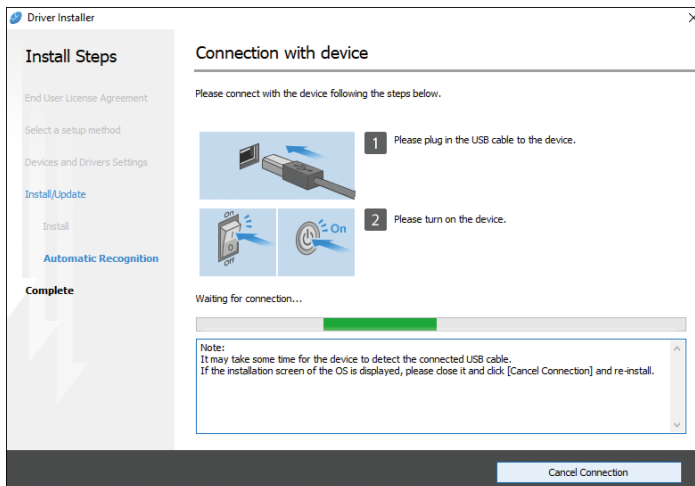 Driver Installer
Install Steps
End User License Agreement
Select a setup method
Devices and Drivers Settings
Install/Update
Install
Automatic Recognition
Complete
Connection with device
Please connect with the device following the steps below.
1 Please plug in the USB cable to the device.
on
off
On
2 Please turn on the device.
Waiting for connection...
Note:
It may take some time for the device to detect the connected USB cable.
If the installation screen of the OS is displayed, please close it and click [Cancel Connection] and re-install.
Cancel Connection